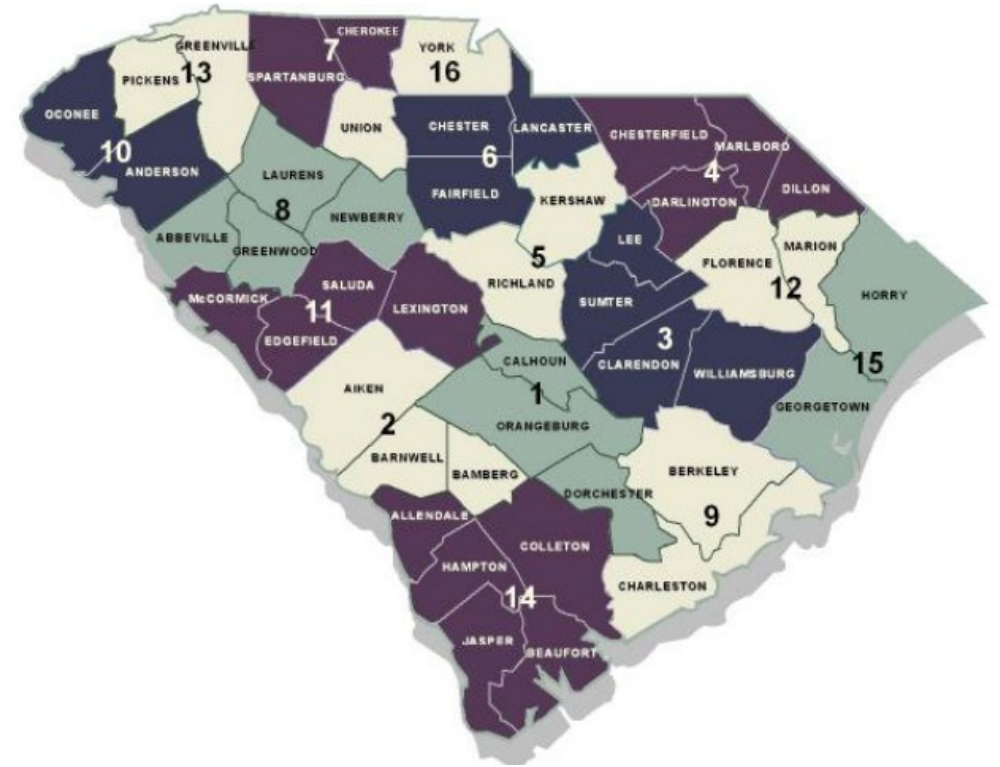 CHEROKEE
GREENVILLE
7
YORK
SPARTANBURG
16
PICKENS
13
OCONEE
UNION
CHESTER
LANCASTER
CHESTERFIELD
MARLBORO
10
ANDERSON
6
4
LAURENS
DILLON
FAIRFIELD
KERSHAW
DARLINGTON
8
NEWBERRY
ABBEVILLE
GREENWOOD
LEE
MARION
5
FLORENCE
RICHLAND
SALUDA
12
HORRY
McCORMICK
11
LEXINGTON
SUMTER
EDGEFIELD
3
CALHOUN
CLARENDON
WILLIAMSBURG
15
AIKEN
1
GEORGETOWN
2
ORANGEBURG
BARNWELL
BAMBERG
BERKELEY
DORCHESTER
9
ALLENDALE
COLLETON
HAMPTON
CHARLESTON
14
JASPER
BEAUFORT